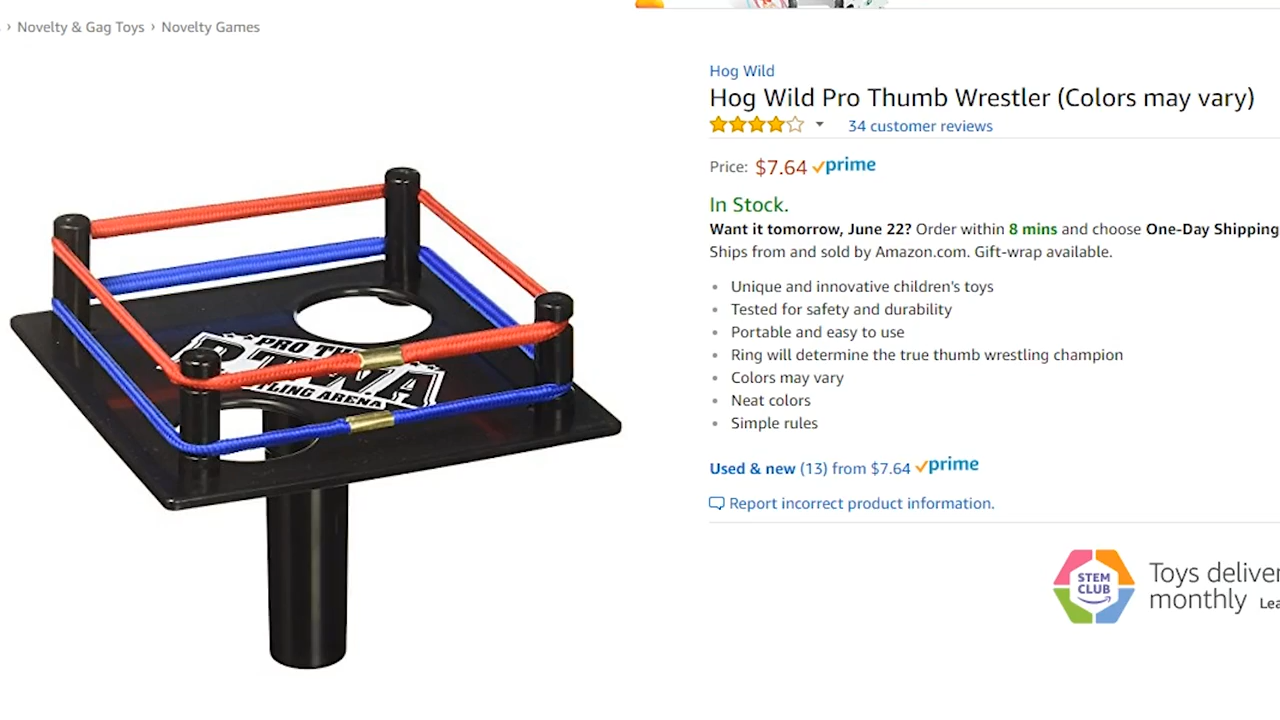 › Novelty & Gag Toys › Novelty Games
Hog Wild
Hog Wild Pro Thumb Wrestler (Colors may vary)
34 customer reviews
Price: $7.64 prime
In Stock.
Want it tomorrow, June 22? Order within 8 mins and choose One-Day Shipping
Ships from and sold by Amazon.com. Gift-wrap available.
• Unique and innovative children's toys
• Tested for safety and durability
• Portable and easy to use
• Ring will determine the true thumb wrestling champion
• Colors may vary
• Neat colors
• Simple rules
Used & new (13) from $7.64 prime
Report incorrect product information.
STEM
CLUB
Toys deliver
monthly Lea
PRO
ARENA